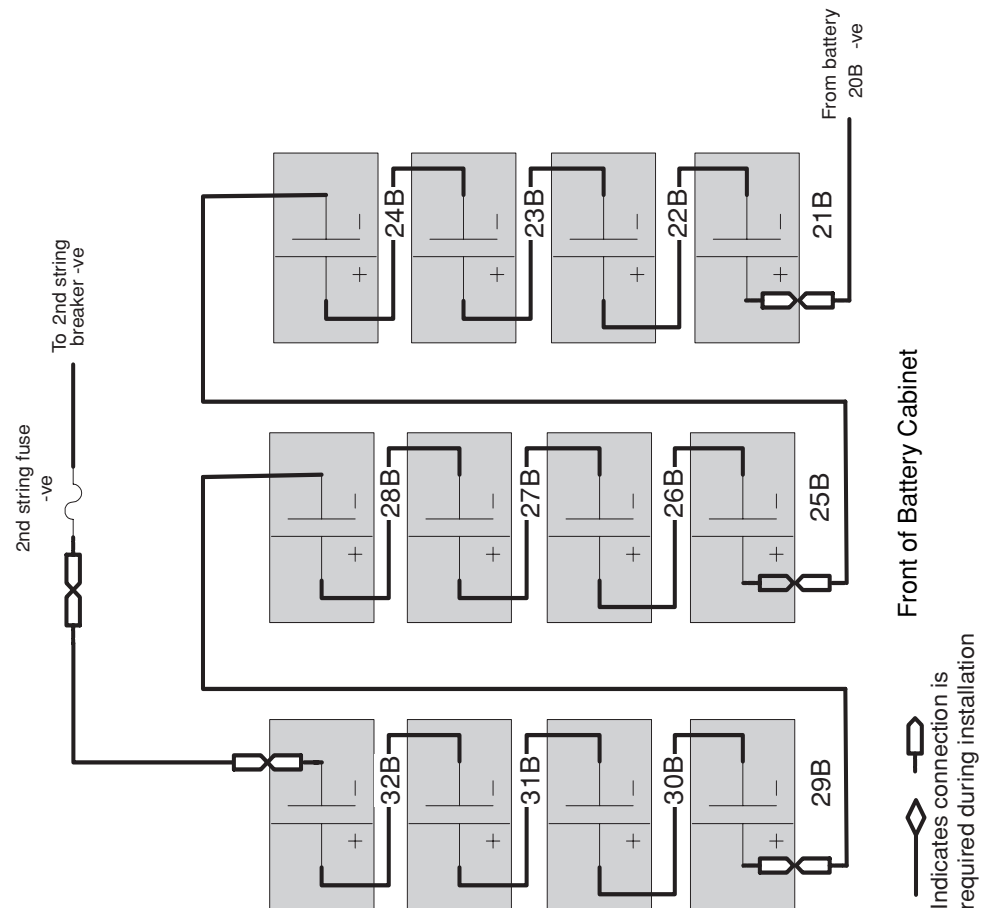 2nd string fuse
-ve
To 2nd string
breaker -ve
From battery
20B -ve
24B
23B
22B
21B
+ -
+ -
+ -
+ -
28B
27B
26B
25B
+ -
+ -
+ -
+ -
32B
31B
30B
29B
+ -
+ -
+ -
+ -
Front of Battery Cabinet
Indicates connection is
required during installation